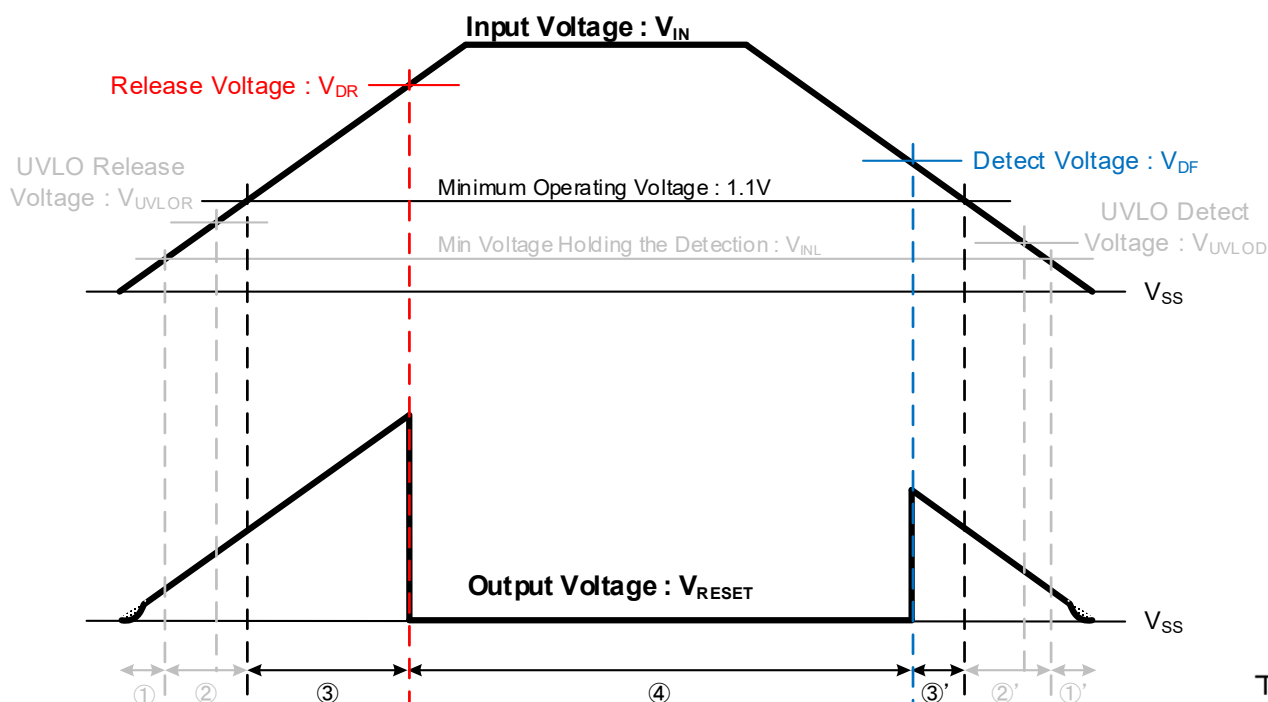 Input Voltage : VIN
Release Voltage : VDR
UVLO Release
Voltage : VUVLOR
Minimum Operating Voltage : 1.1V
Detect Voltage : VDF
UVLO Detect
Voltage : VUVLOD
Min Voltage Holding the Detection : VINL
VSS
Output Voltage : VRESET
VSS
① ② ③ ④ ③’ ②’ ①’
T